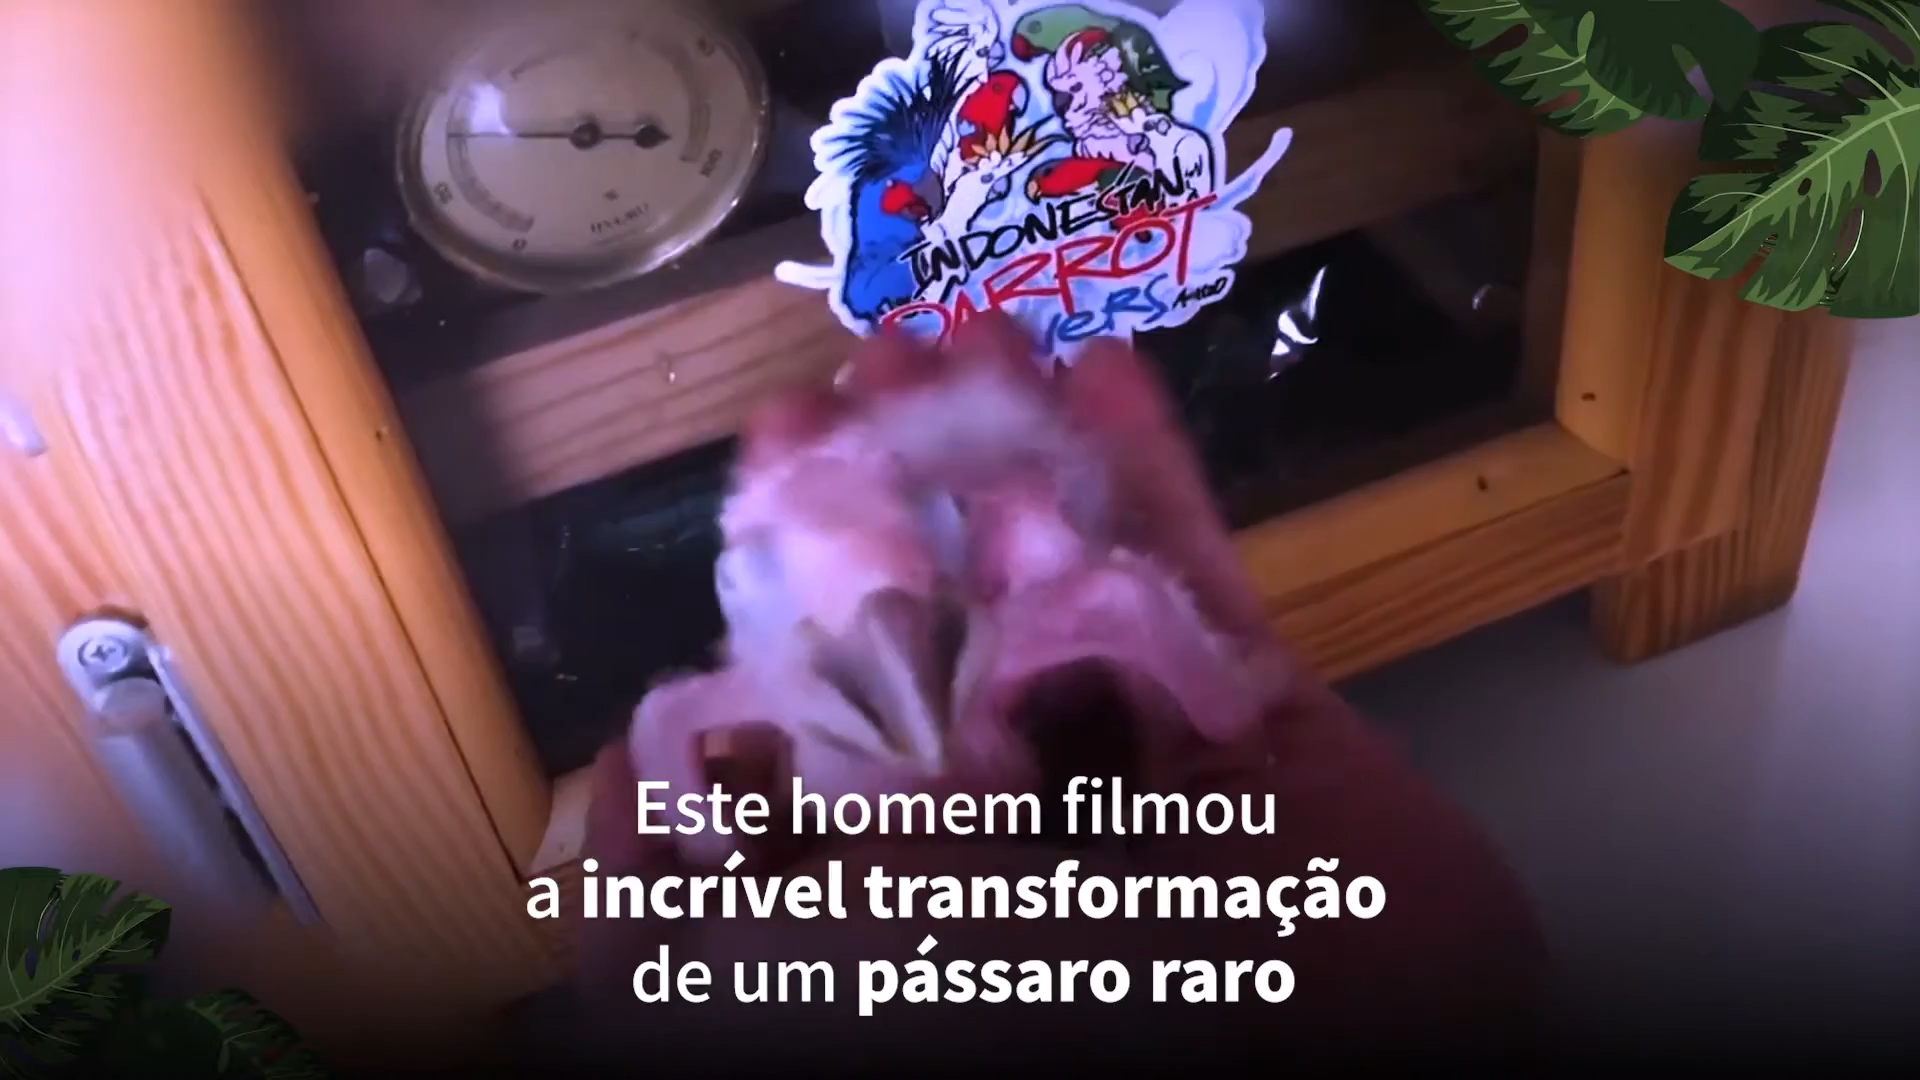 INDONESIAN
PARROT
Este homem filmou
a incrível transformação
de um pássaro raro